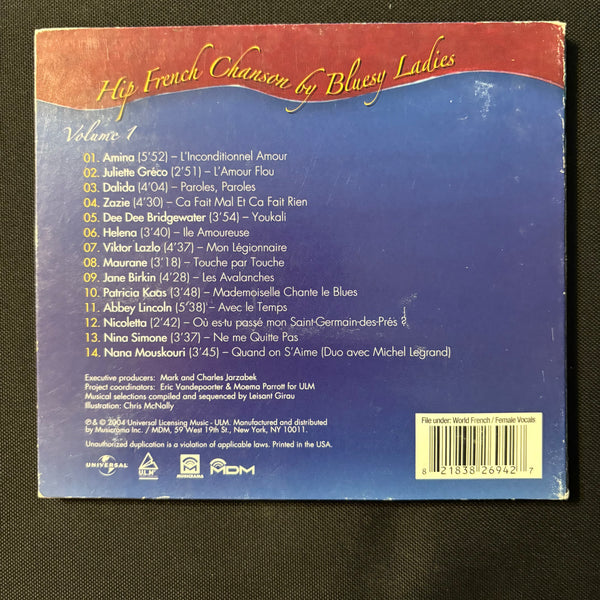 Hip French Chanson by Bluesy Ladies
Volume 1
01. Amina (5'52) – L'Inconditionnel Amour
02. Juliette Gréco (2'51) – L'Amour Flou
03. Dalida (4'04) – Paroles, Paroles
04. Zazie (4'30) – Ca Fait Mal Et Ca Fait Rien
05. Dee Dee Bridgewater (3'54) – Youkali
06. Helena (3'40) – Ile Amoureuse
07. Viktor Lazlo (4'37) – Mon Légionnaire
08. Maurane (3'18) – Touche par Touche
09. Jane Birkin (4'28) – Les Avalanches
10. Patricia Kaas (3'48) – Mademoiselle Chante le Blues
11. Abbey Lincoln (5'38) – Avec le Temps
12. Nicoletta (2'42) – Où es-tu passé mon Saint-Germain-des-Prés ?
13. Nina Simone (3'37) – Ne me Quitte Pas
14. Nana Mouskouri (3'45) – Quand on S'Aime (Duo avec Michel Legrand)
Executive producers: Mark and Charles Jarzabek
Project coordinators: Eric Vandepoorter & Moema Parrott for ULM
Musical selections compiled and sequenced by Leisant Girau
Illustration: Chris McNally
℗ & © 2004 Universal Licensing Music - ULM. Manufactured and distributed
by Musicrama Inc. / MDM, 59 West 19th St., New York, NY 10011.
Unauthorized duplication is a violation of applicable laws. Printed in the USA.
UNIVERSAL ULM MUSICRAMA MDM
File under: World French / Female Vocals
8 21838 26942 7